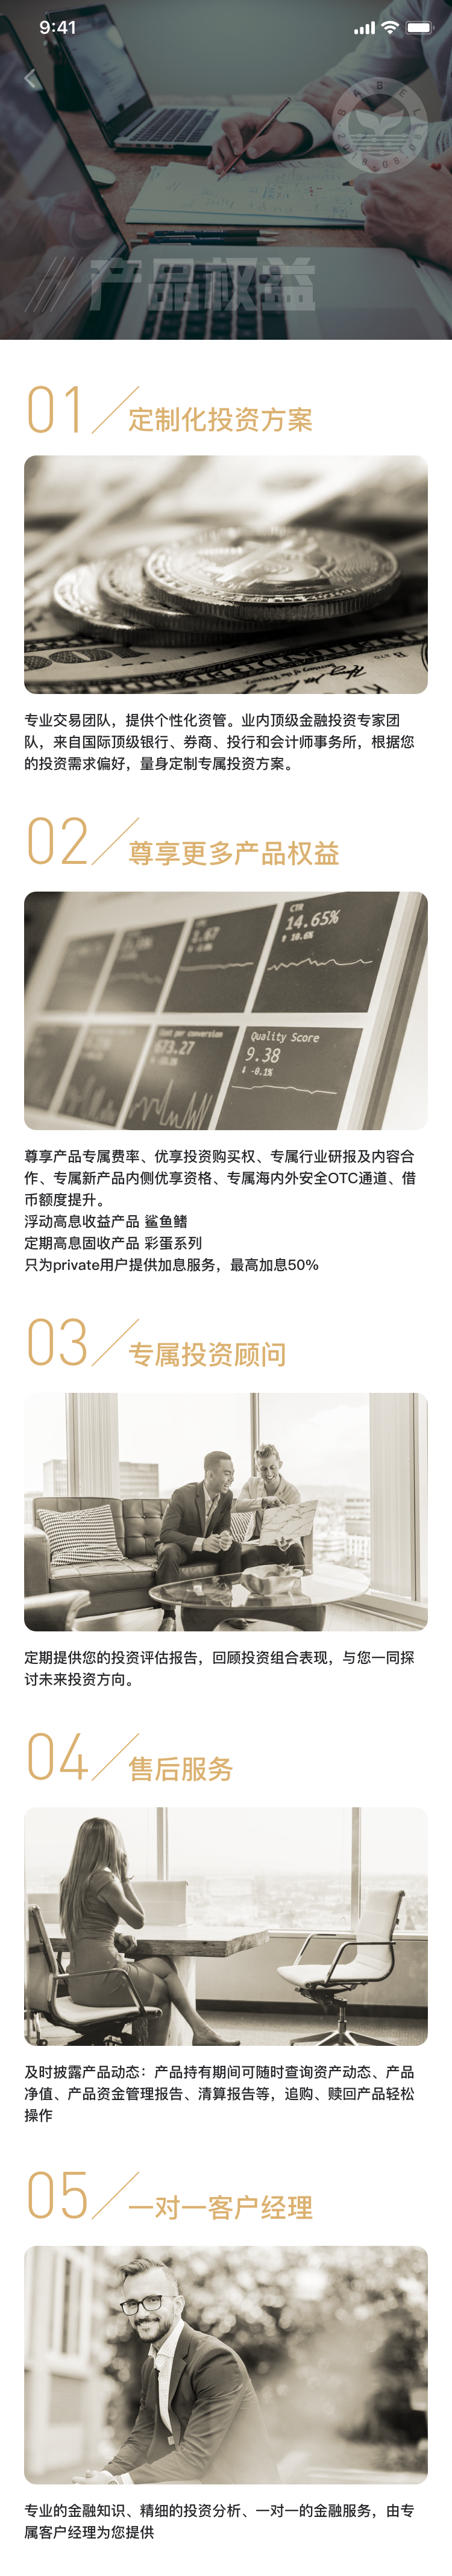 9:41
BABEL
2018.08.08
产品权益
01
定制化投资方案
专业交易团队，提供个性化资管。业内顶级金融投资专家团
队，来自国际顶级银行、券商、投行和会计师事务所，根据您
的投资需求偏好，量身定制专属投资方案。
02
尊享更多产品权益
CTR
14.65%
10.6%
Cost per conversion
673.27
Quality Score
9.38
-0.1%
尊享产品专属费率、优享投资购买权、专属行业研报及内容合
作、专属新产品内侧优享资格、专属海内外安全OTC通道、借
币额度提升。
浮动高息收益产品 鲨鱼鳍
定期高息固收产品 彩蛋系列
只为private用户提供加息服务，最高加息50%
03
专属投资顾问
定期提供您的投资评估报告，回顾投资组合表现，与您一同探
讨未来投资方向。
04
售后服务
及时披露产品动态：产品持有期间可随时查询资产动态、产品
净值、产品资金管理报告、清算报告等，追购、赎回产品轻松
操作
05
一对一客户经理
专业的金融知识、精细的投资分析、一对一的金融服务，由专
属客户经理为您提供